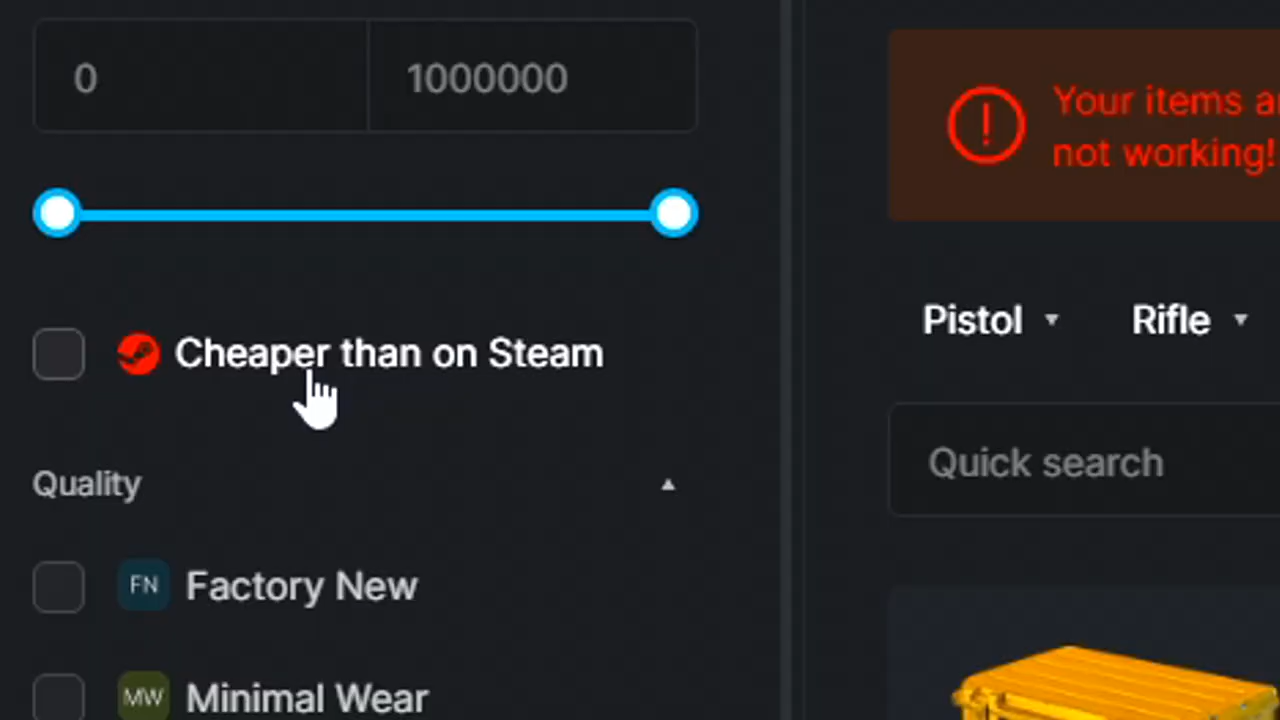 0
1000000
Cheaper than on Steam
Quality
FN Factory New
MW Minimal Wear
Your items
not working!
Pistol
Rifle
Quick search